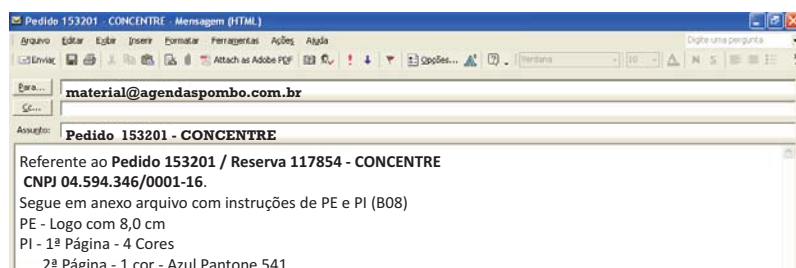 Pedido 153201 - CONCENTRE - Mensagem (HTML)
Arquivo Editar Exibir Inserir Formatar Ferramentas Ações Ajuda
Digite uma pergunta
Enviar Attach as Adobe PDF Opções... Verdana 10 A N S
Para... material@agendaspombo.com.br
Cc...
Assunto: Pedido 153201 - CONCENTRE
Referente ao Pedido 153201 / Reserva 117854 - CONCENTRE
CNPJ 04.594.346/0001-16.
Segue em anexo arquivo com instruções de PE e PI (B08)
PE - Logo com 8,0 cm
PI - 1ª Página - 4 Cores
2ª Página - 1 cor - Azul Pantone 541